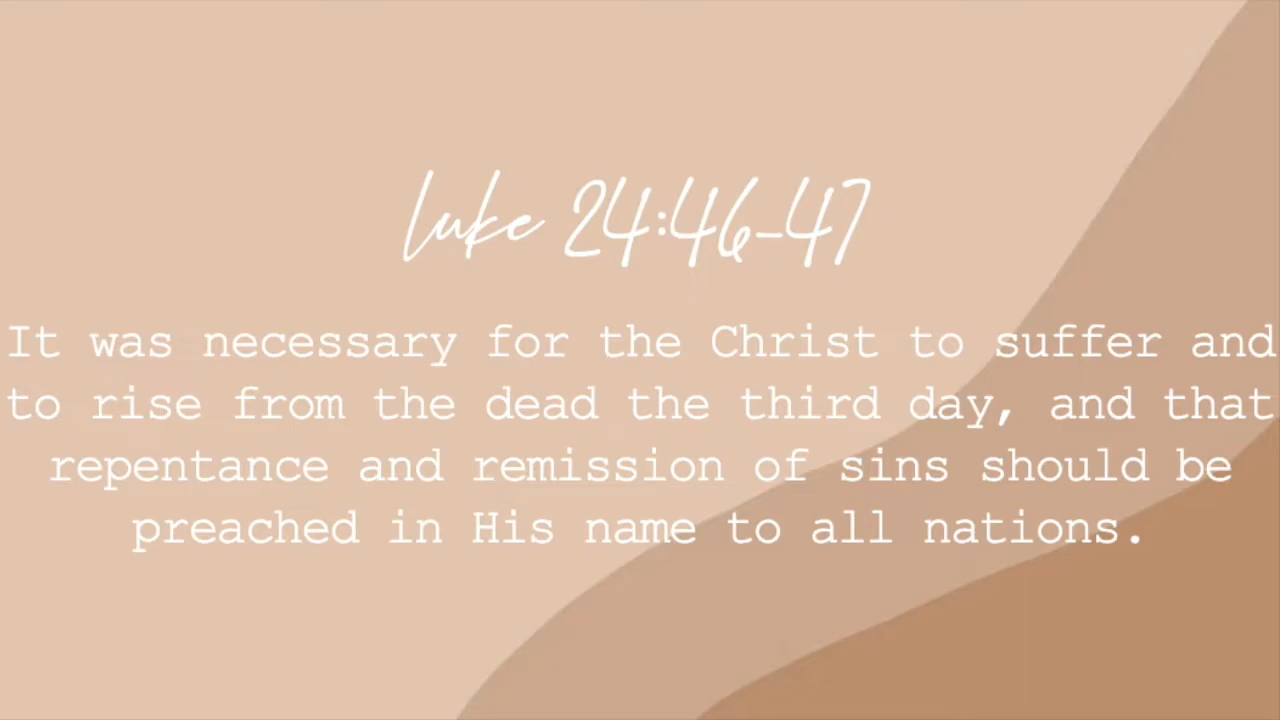 Luke 24:46-47
It was necessary for the Christ to suffer and
to rise from the dead the third day, and that
repentance and remission of sins should be
preached in His name to all nations.